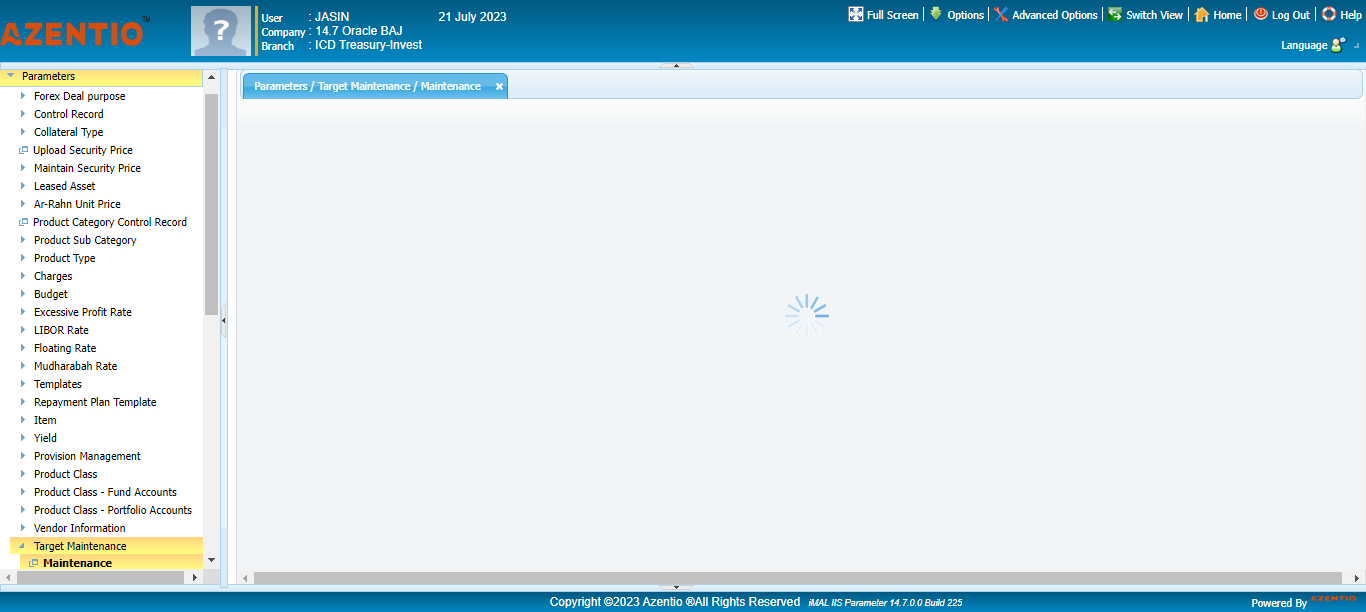 AZENTIO™
?
User : JASIN 21 July 2023
Company : 14.7 Oracle BAJ
Branch : ICD Treasury-Invest
Full Screen | Options | Advanced Options | Switch View | Home | Log Out | Help
Language
Parameters
Forex Deal purpose
Control Record
Collateral Type
Upload Security Price
Maintain Security Price
Leased Asset
Ar-Rahn Unit Price
Product Category Control Record
Product Sub Category
Product Type
Charges
Budget
Excessive Profit Rate
LIBOR Rate
Floating Rate
Mudharabah Rate
Templates
Repayment Plan Template
Item
Yield
Provision Management
Product Class
Product Class - Fund Accounts
Product Class - Portfolio Accounts
Vendor Information
Target Maintenance
Maintenance
Parameters / Target Maintenance / Maintenance
Copyright ©2023 Azentio ®All Rights Reserved iMAL IIS Parameter 14.7.0.0 Build 225
Powered By AZENTIO